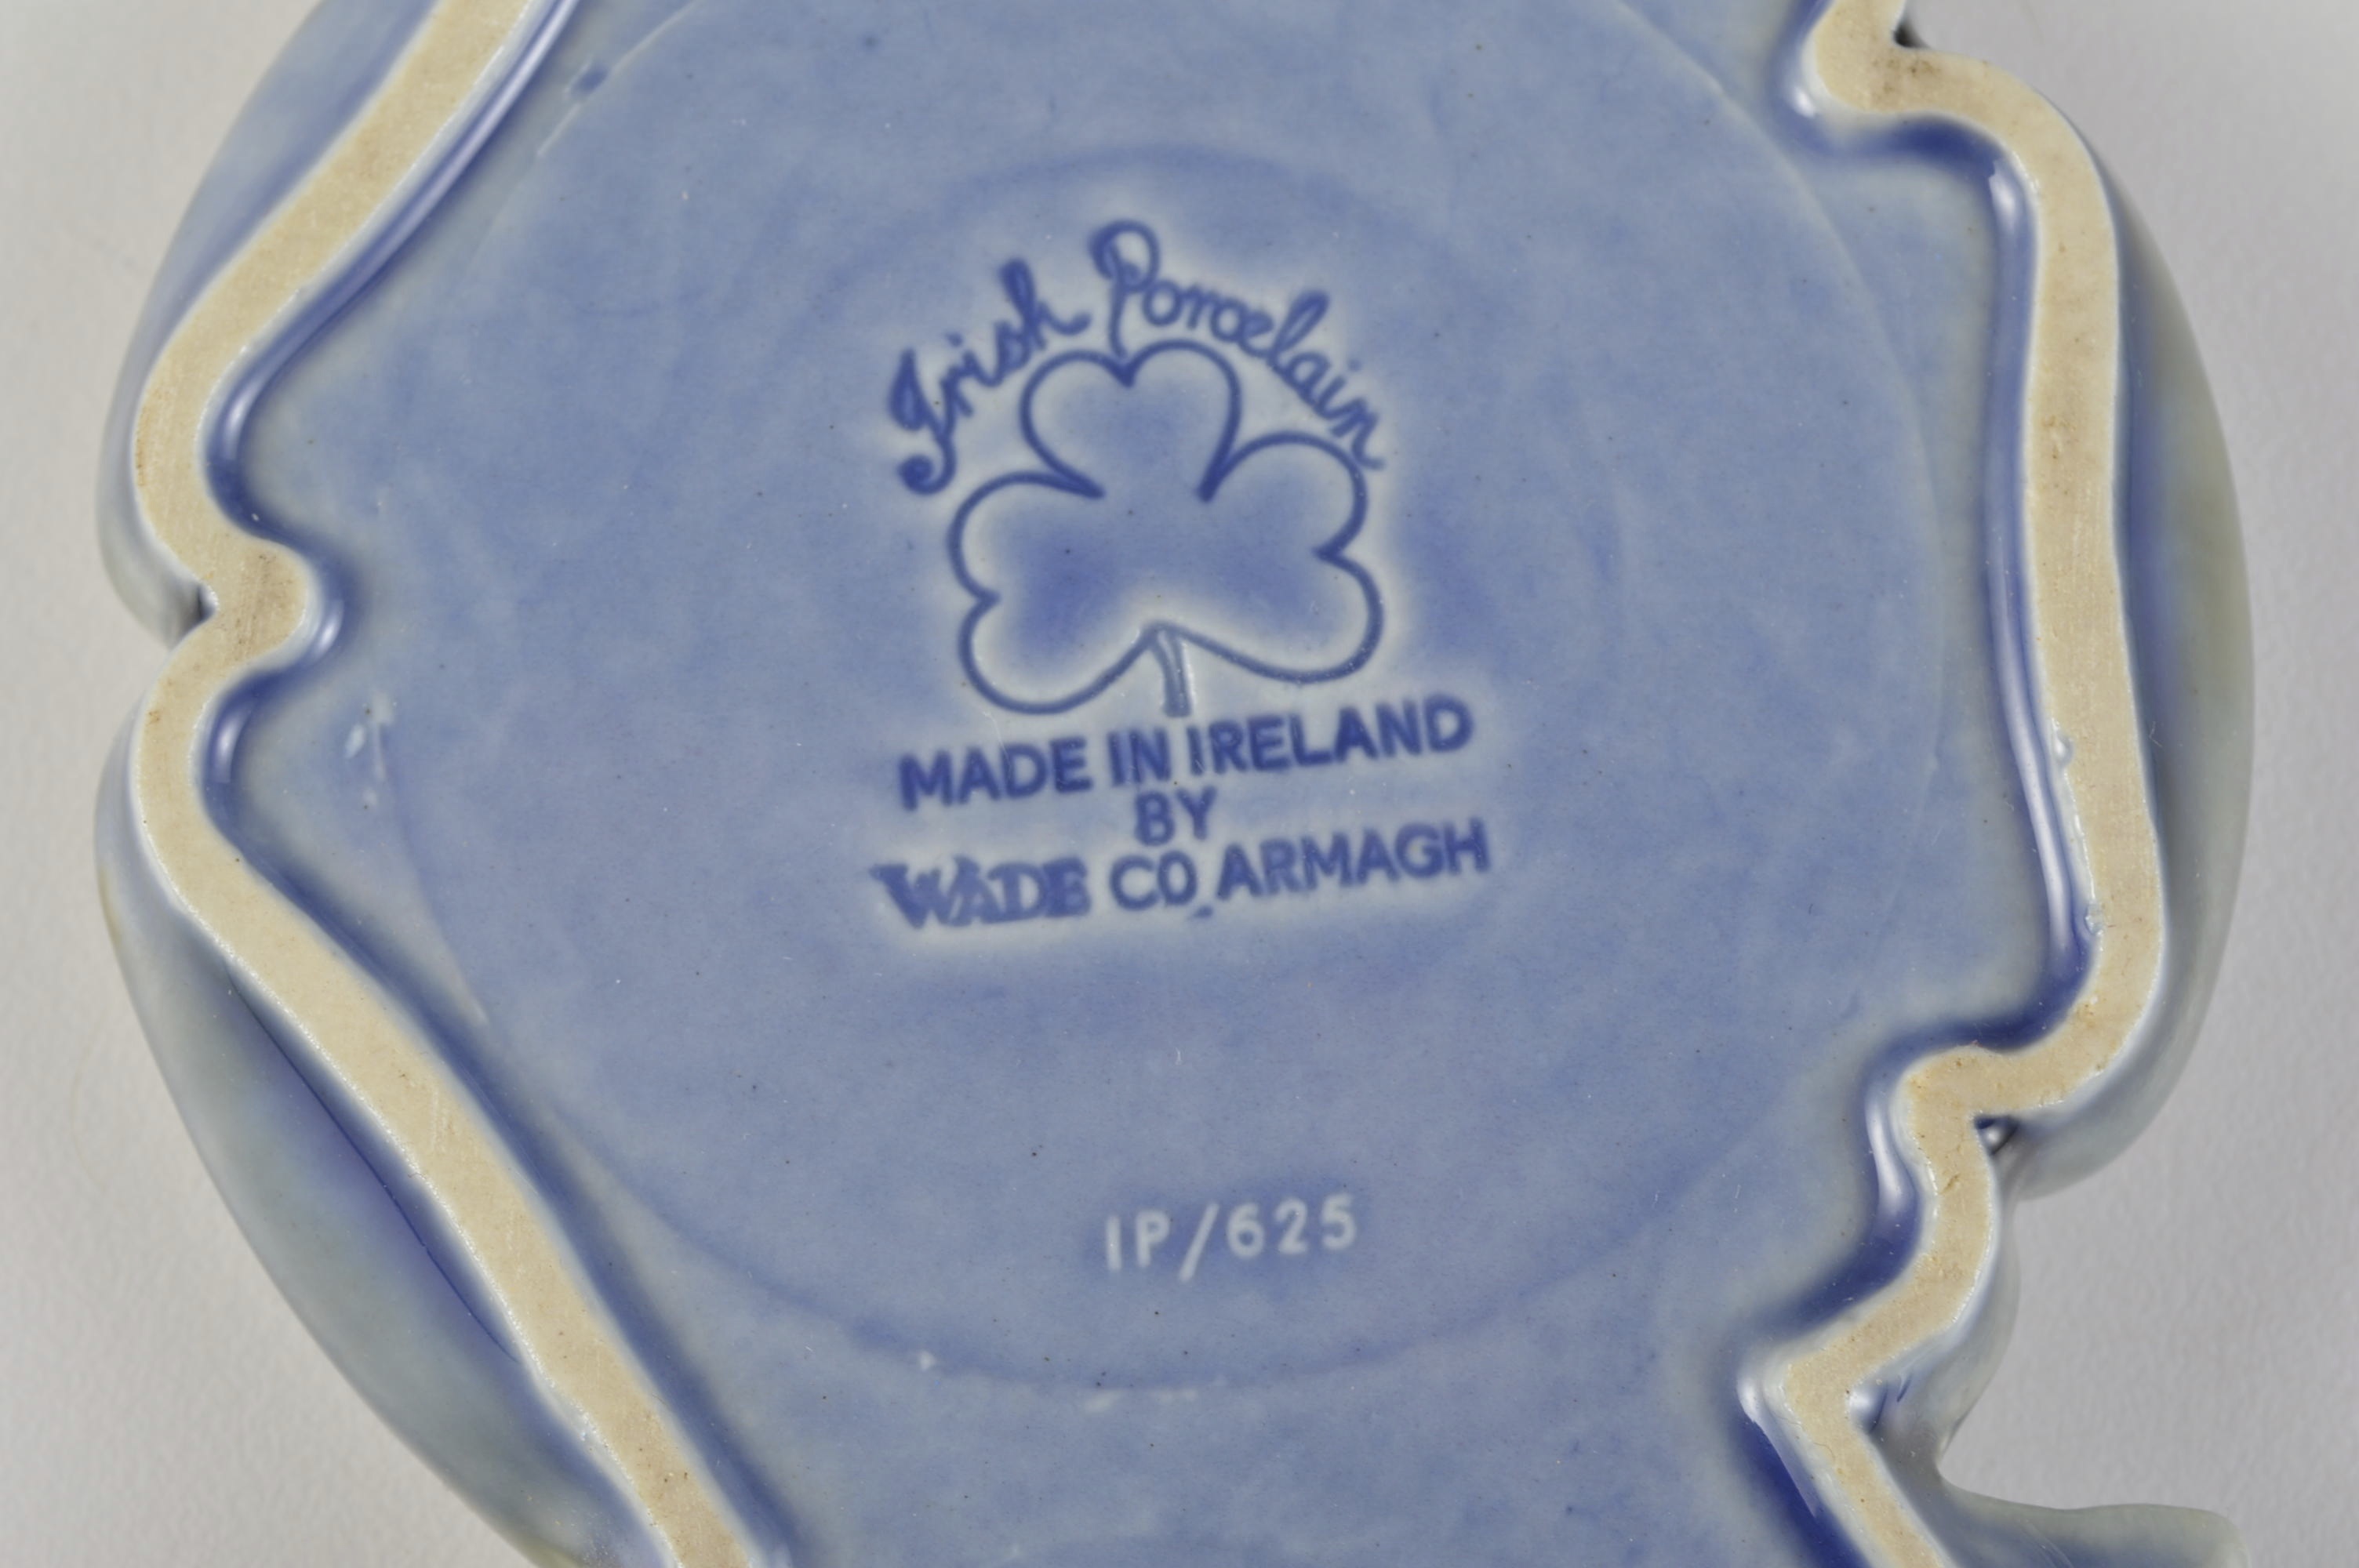 Irish Porcelain
MADE IN IRELAND
BY
WADE CO. ARMAGH
IP/625